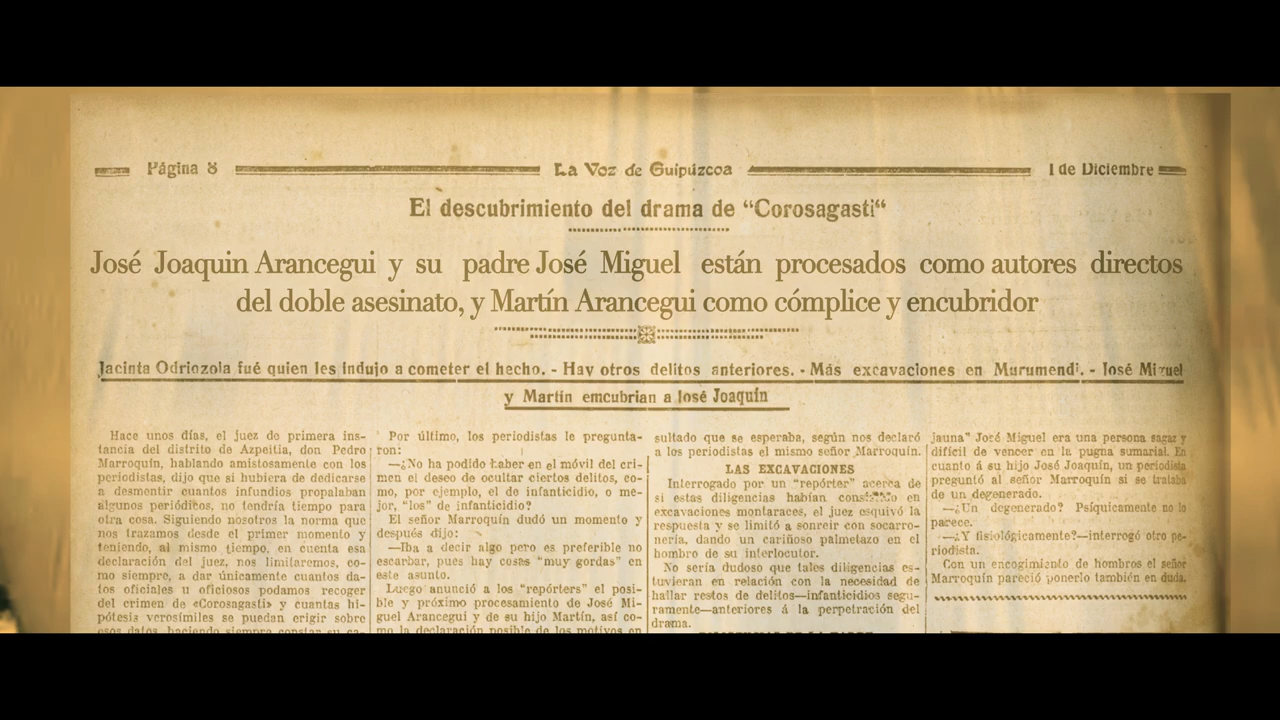 Página 8
La Voz de Guipúzcoa
1 de Diciembre
El descubrimiento del drama de “Corosagasti“
José Joaquin Arancegui y su padre José Miguel están procesados como autores directos
del doble asesinato, y Martín Arancegui como cómplice y encubridor
Jacinta Odriozola fué quien les indujo a cometer el hecho. - Hay otros delitos anteriores. - Más excavaciones en Murumendi. - José Miguel
y Martín emcubrian a José Joaquín
Hace unos días, el juez de primera ins-
tancia del distrito de Azpeitia, don Pedro
Marroquín, hablando amistosamente con los
periodistas, dijo que si hubiera de dedicarse
a desmentir cuantos infundios propalaban
algunos periódicos, no tendría tiempo para
otra cosa. Siguiendo nosotros la norma que
nos trazamos desde el primer momento y
teniendo, al mismo tiempo, en cuenta esa
declaración del juez, nos limitaremos, co-
mo siempre, a dar únicamente cuantos da-
tos oficiales u oficiosos podamos recoger
del crimen de «Corosagasti» y cuantas hi-
pótesis verosímiles se puedan erigir sobre
esos datos, haciendo siempre constar su ca-
Por último, los periodistas le pregunta-
ron:
—¿No ha podido haber en el móvil del cri-
men el deseo de ocultar ciertos delitos, co-
mo, por ejemplo, el de infanticidio, o me-
jor, “los” de infanticidio?
El señor Marroquín dudó un momento y
después dijo:
—Iba a decir algo pero es preferible no
escarbar, pues hay cosas “muy gordas” en
este asunto.
Luego anunció a los “repórters” el posi-
ble y próximo procesamiento de José Mi-
guel Arancegui y de su hijo Martín, así co-
mo la declaración posible de los motivos en
sultado que se esperaba, según nos declaró
a los periodistas el mismo señor Marroquín.
LAS EXCAVACIONES
Interrogado por un “repórter” acerca de
si estas diligencias habían en
excavaciones montaraces, el juez esquivó la
respuesta y se limitó a sonreir con socarro-
nería, dando un cariñoso palmetazo en el
hombro de su interlocutor.
No sería dudoso que tales diligencias es-
tuvieran en relación con la necesidad de
hallar restos de delitos—infanticidios segu-
ramente—anteriores á la perpetración del
drama.
jauna” José Miguel era una persona sagaz y
difícil de vencer en la pugna sumarial. En
cuanto á su hijo José Joaquín, un periodista
preguntó al señor Marroquín si se trataba
de un degenerado.
—¿Un degenerado? Psíquicamente no lo
parece.
—¿Y fisiológicamente?—interrogó otro pe-
riodista.
Con un encogimiento de hombros el señor
Marroquín pareció ponerlo también en duda.